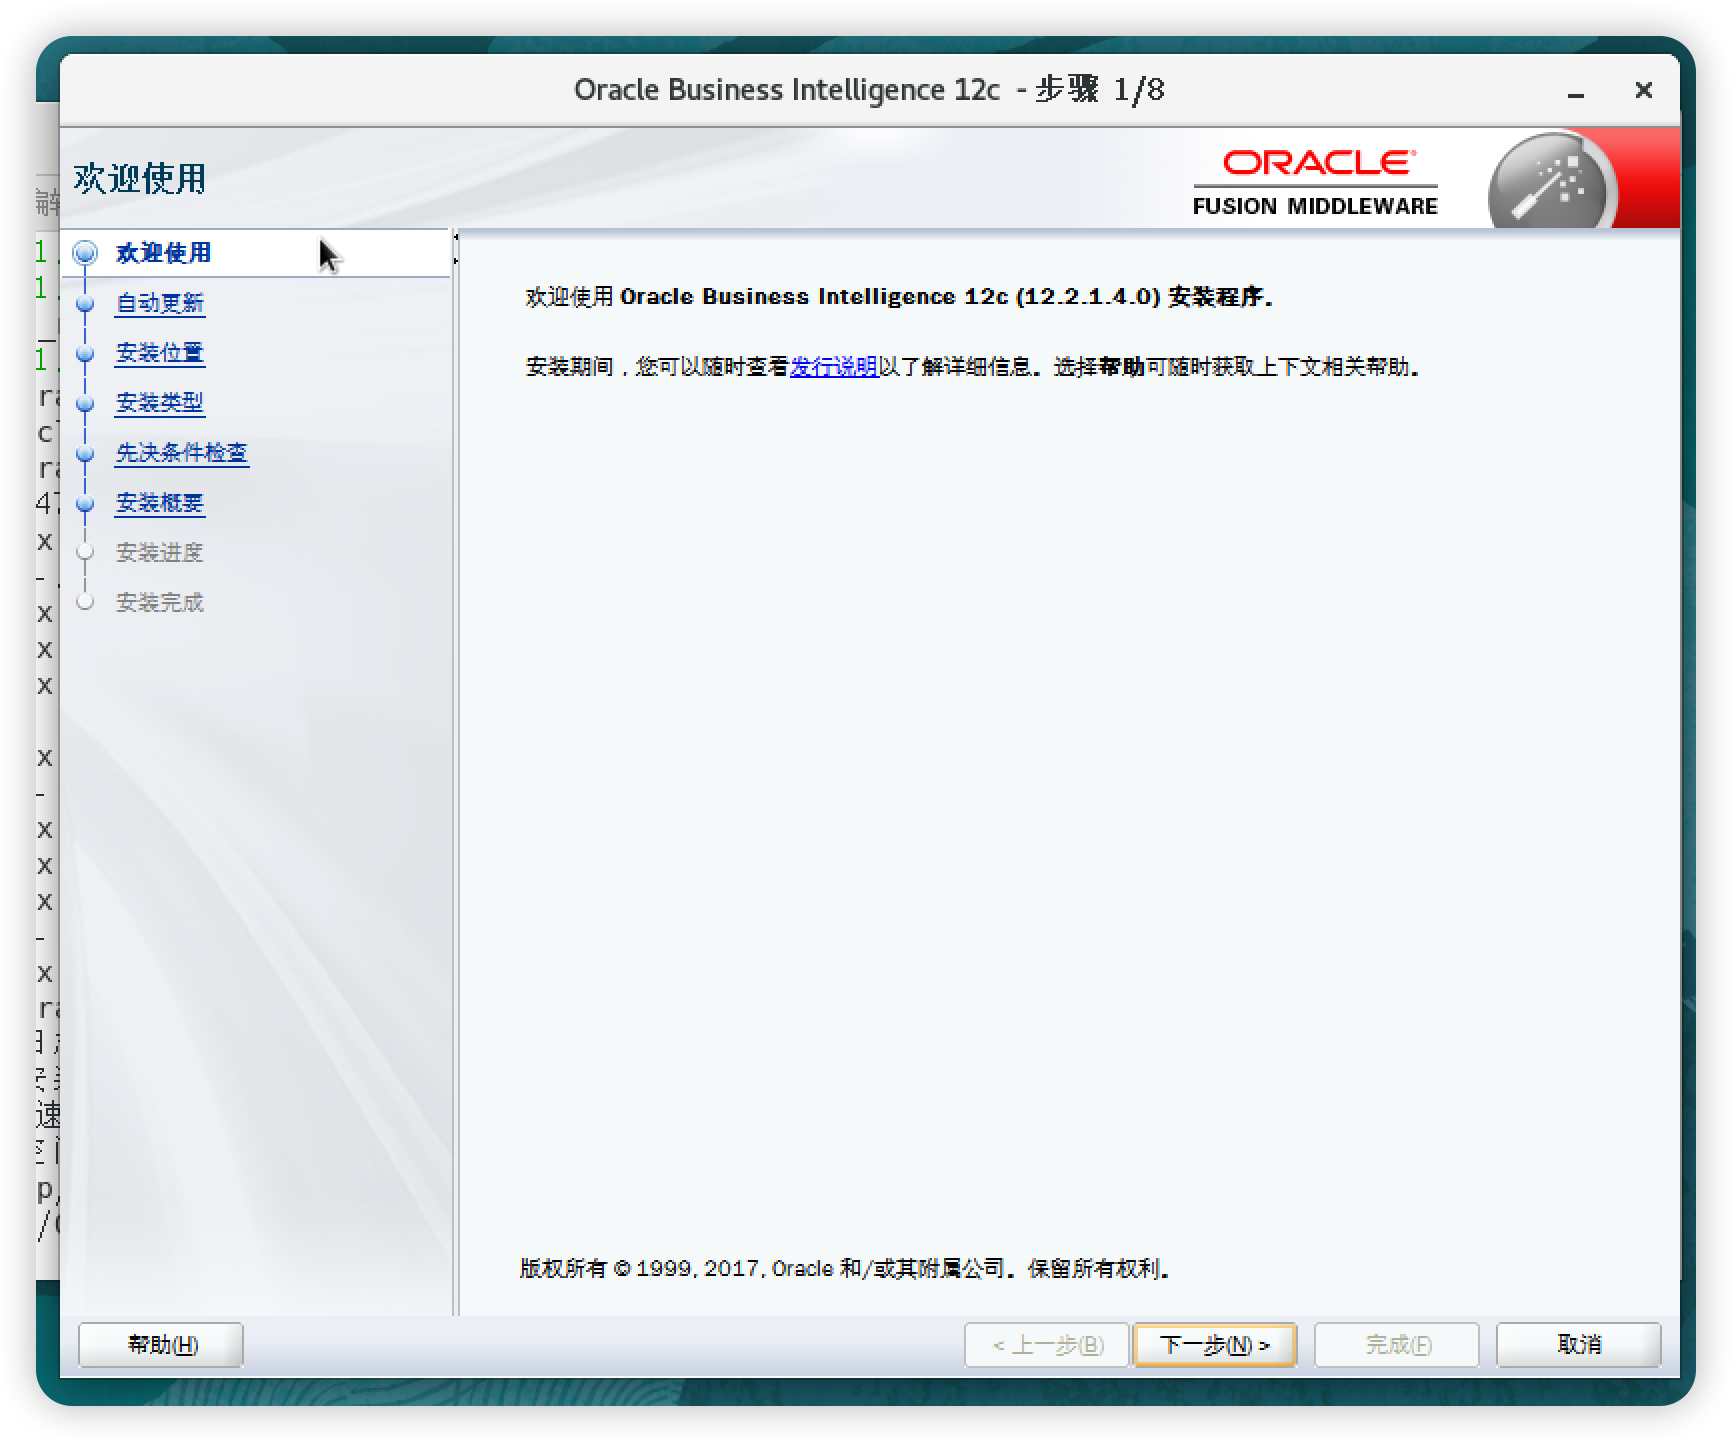 Oracle Business Intelligence 12c - 步骤 1/8
欢迎使用
ORACLE
FUSION MIDDLEWARE
欢迎使用
自动更新
安装位置
安装类型
先决条件检查
安装概要
安装进度
安装完成
欢迎使用 Oracle Business Intelligence 12c (12.2.1.4.0) 安装程序。
安装期间，您可以随时查看发行说明以了解详细信息。选择帮助可随时获取上下文相关帮助。
版权所有 © 1999, 2017, Oracle 和/或其附属公司。保留所有权利。
帮助(H)
< 上一步(B)
下一步(N) >
完成(F)
取消